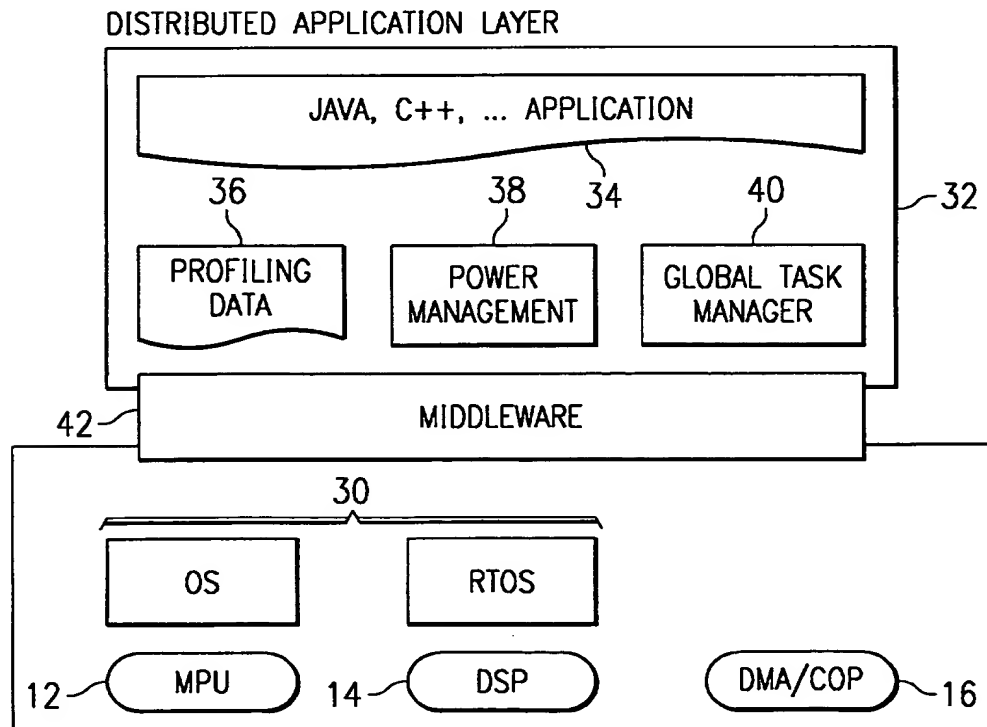 DISTRIBUTED APPLICATION LAYER
JAVA, C++, ... APPLICATION
36
38
34
40
32
PROFILING
DATA
POWER
MANAGEMENT
GLOBAL TASK
MANAGER
42
MIDDLEWARE
30
OS
RTOS
12
MPU
14
DSP
DMA/COP
16